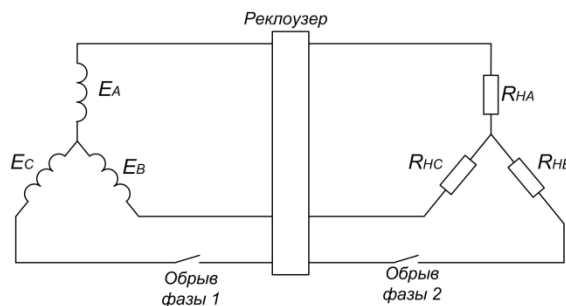 Реклоузер
EA
RHA
EC
EB
RHC
RHB
Обрыв
фазы 1
Обрыв
фазы 2